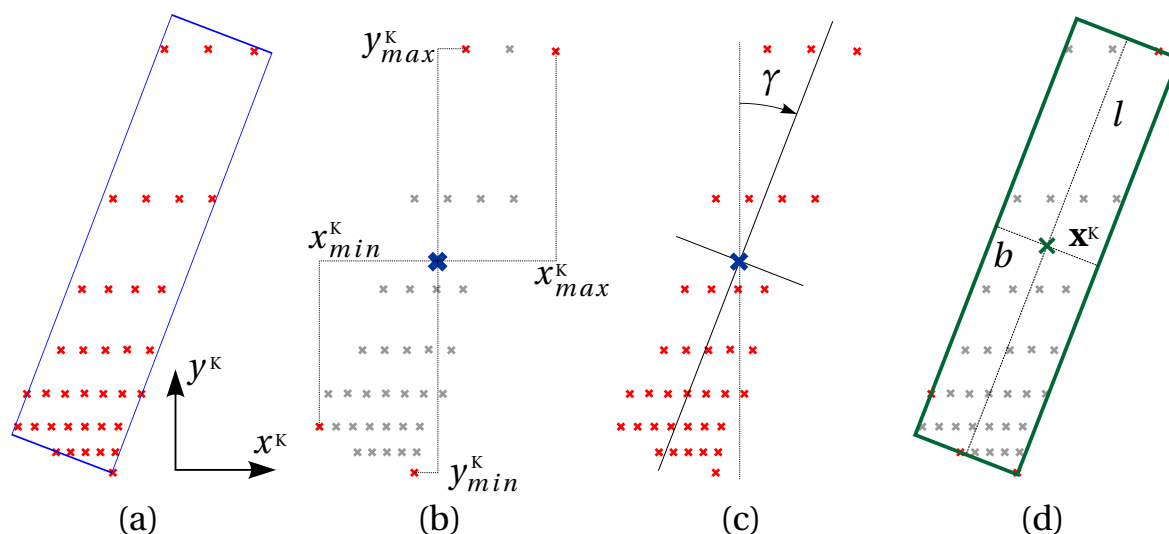 y^K
x^K
(a)
y^K_max
x^K_min
x^K_max
y^K_min
(b)
γ
(c)
l
b
x^K
(d)